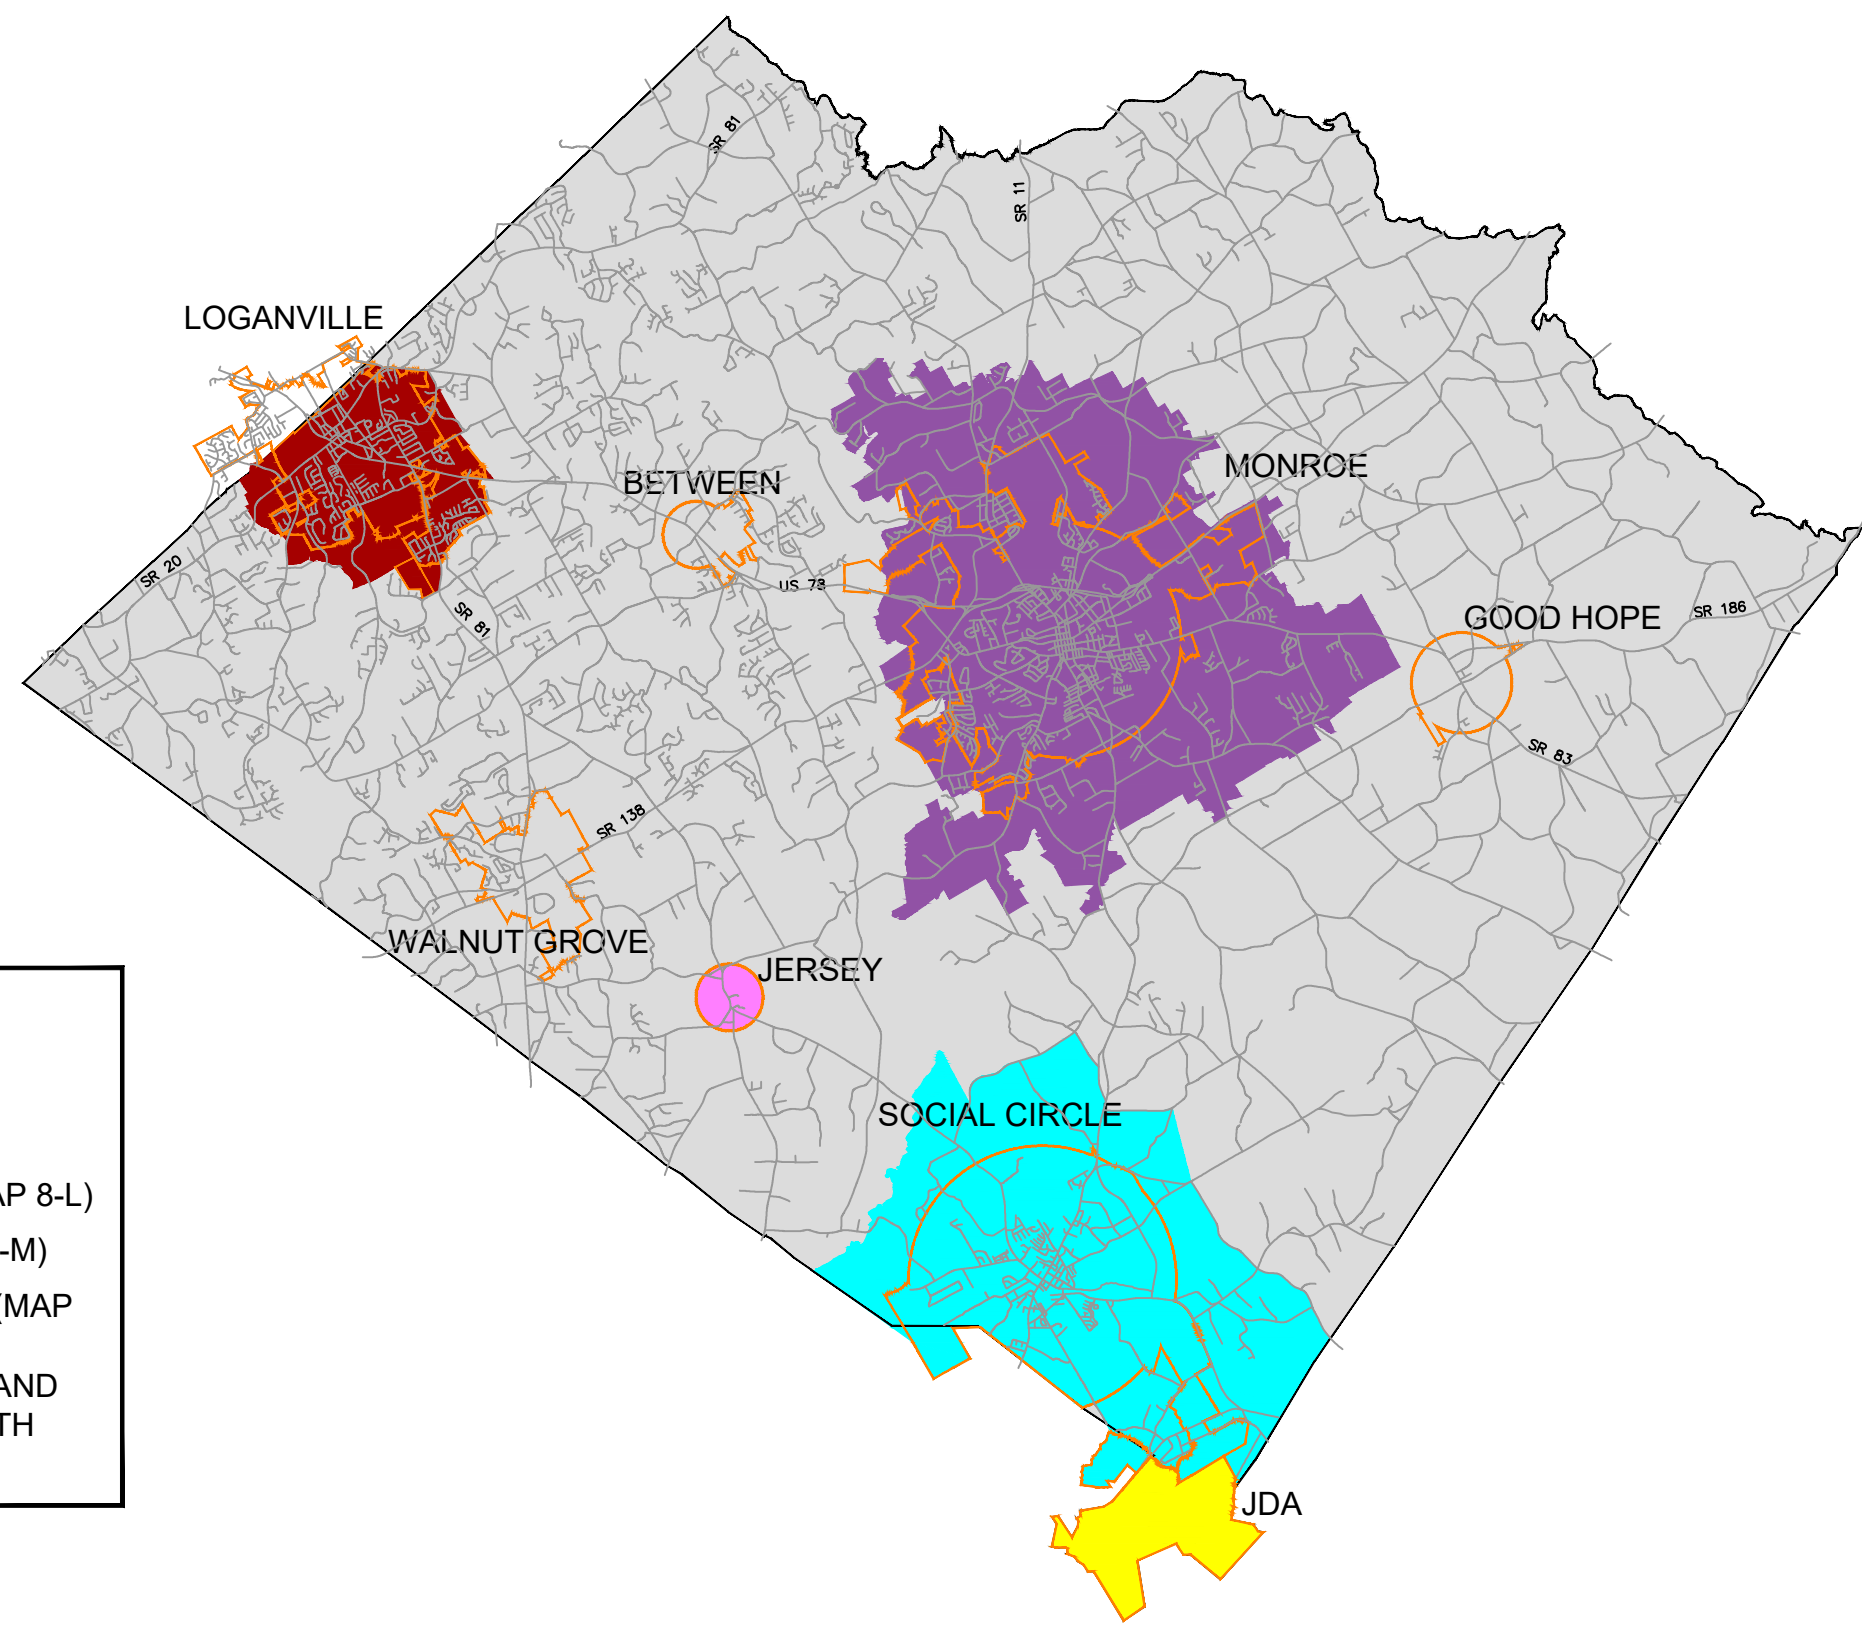 SR 81
SR 11
LOGANVILLE
BETWEEN
MONROE
SR 20
US 78
SR 81
GOOD HOPE
SR 186
SR 83
SR 138
WALNUT GROVE
JERSEY
SOCIAL CIRCLE
AP 8-L)
-M)
(MAP
AND
TH
JDA